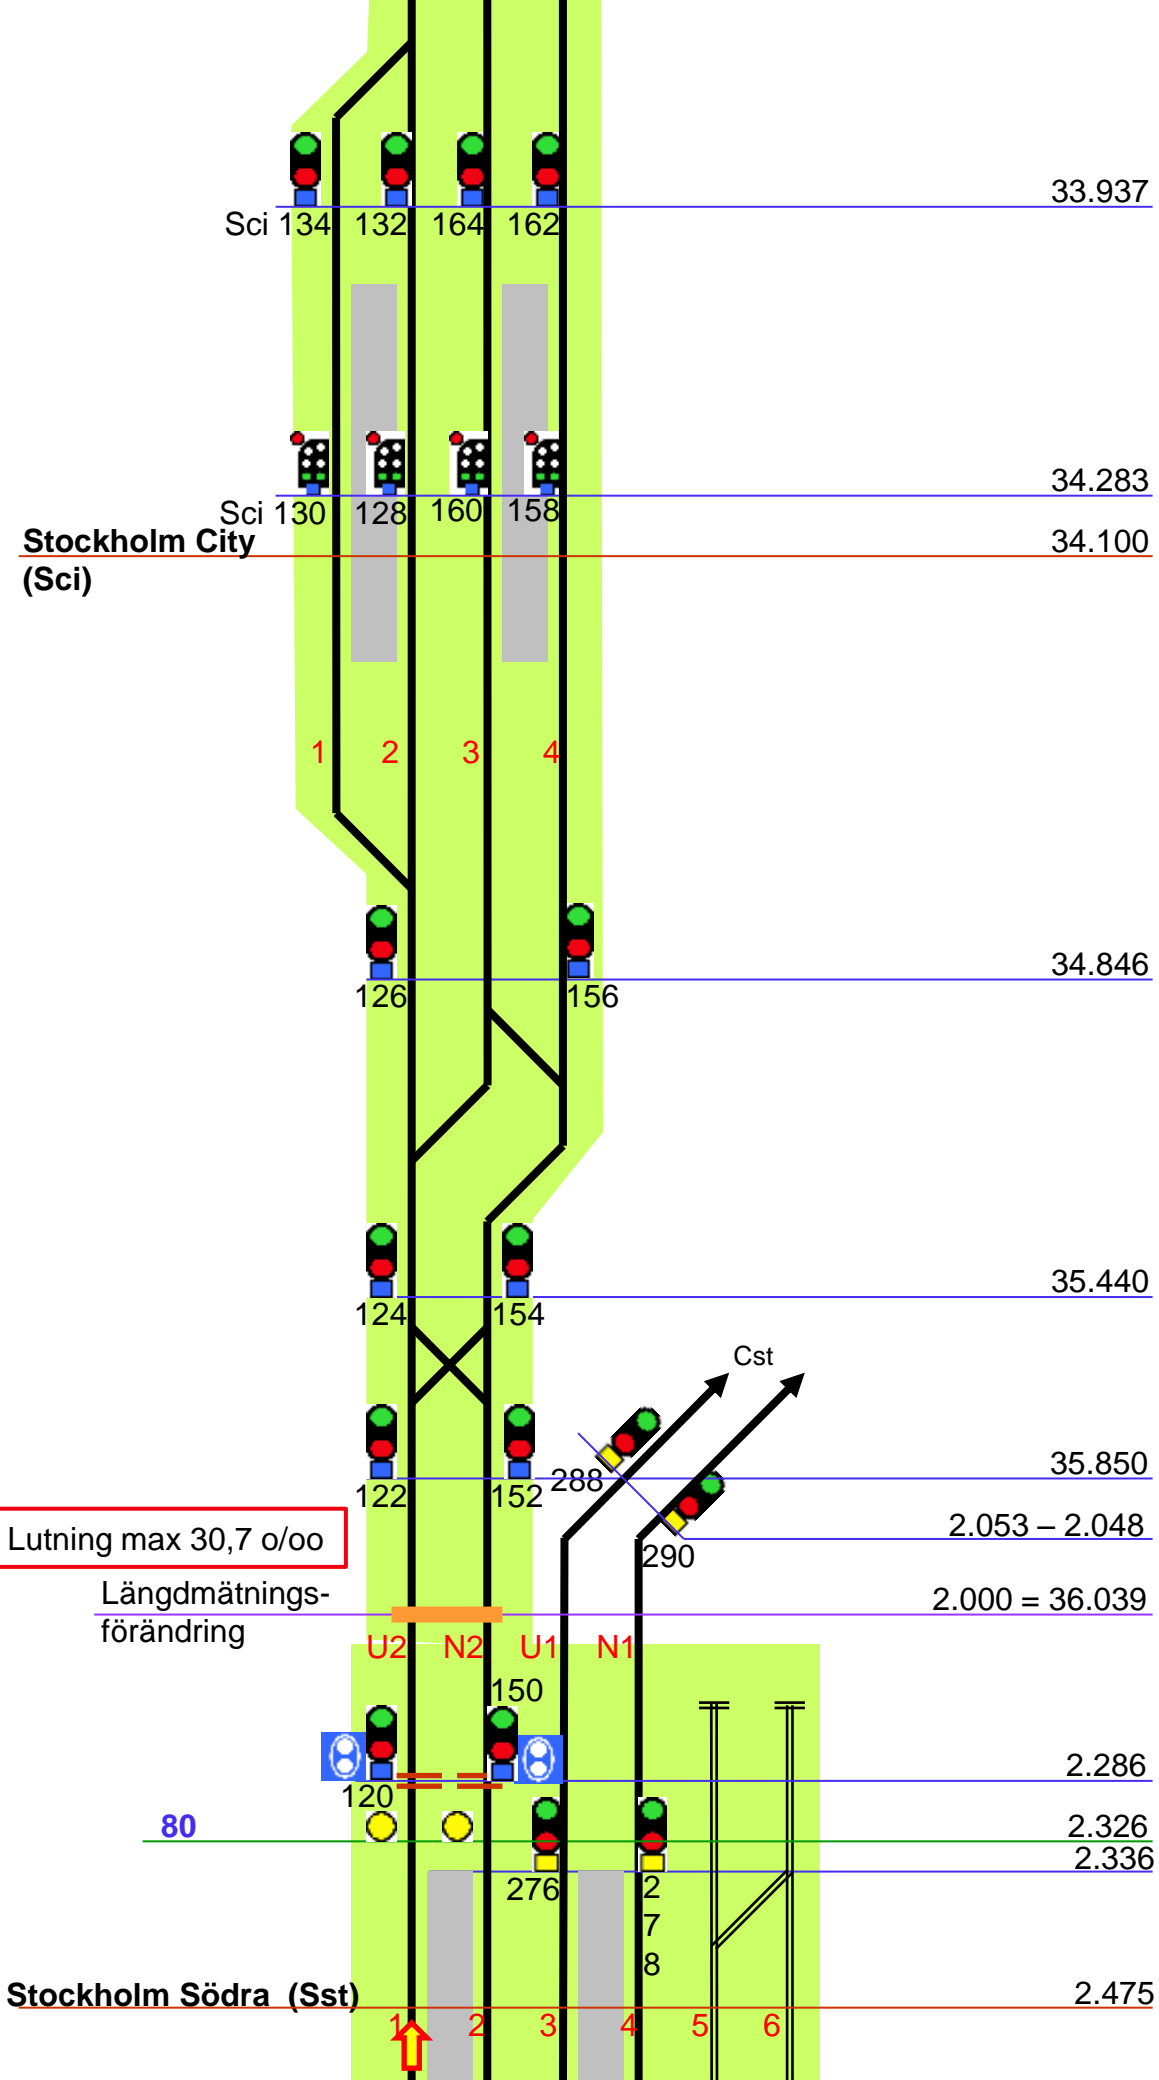 33.937
Sci 134 132 164 162
34.283
Sci 130 128 160 158
Stockholm City 34.100
(Sci)
1 2 3 4
34.846
126 156
35.440
124 154
Cst
35.850
288
122 152
Lutning max 30,7 o/oo 2.053 – 2.048
290
Längdmätnings- 2.000 = 36.039
förändring
U2 N2 U1 N1
150
2.286
120
80 2.326
2.336
276 2
7
8
Stockholm Södra (Sst) 2.475
1 2 3 4 5 6